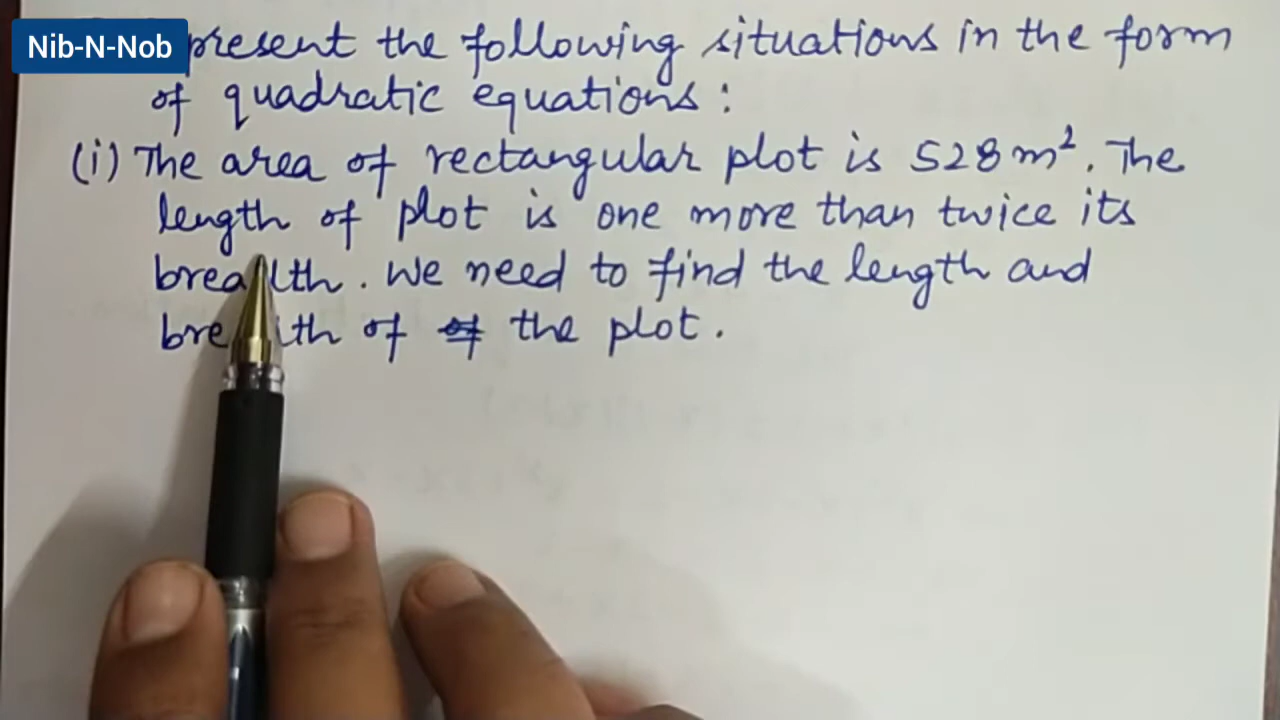 Nib-N-Nob
present the following situations in the form
of quadratic equations :
(i) The area of rectangular plot is 528 m². The
length of plot is one more than twice its
breadth. We need to find the length and
breadth of of the plot.